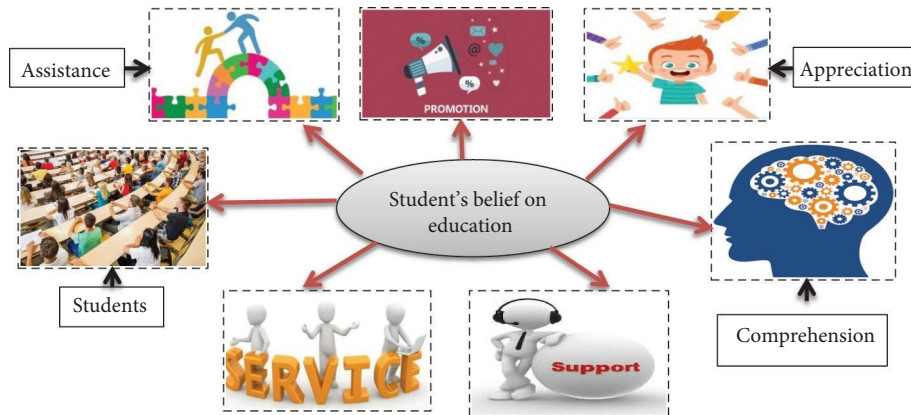 Assistance
%
@
%
PROMOTION
Appreciation
Student's belief on
education
Students
Comprehension
SERVICE
Support